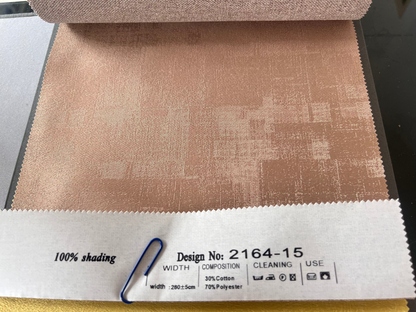 100% shading
Design No: 2164-15
WIDTH COMPOSITION CLEANING USE
30%Cotton
width :280±5cm 70%Polyester